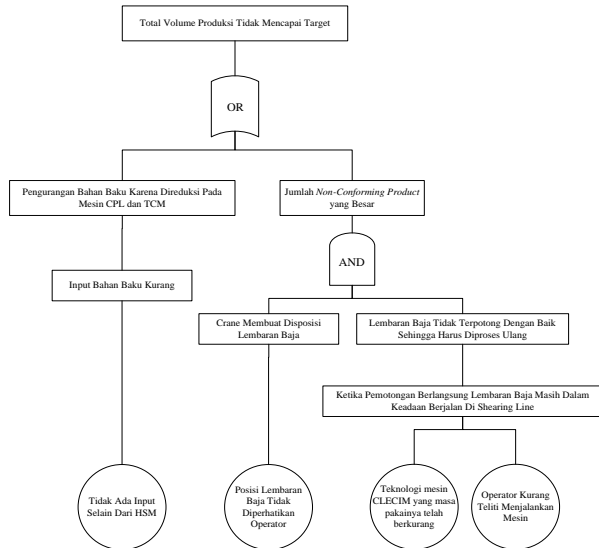 Total Volume Produksi Tidak Mencapai Target
OR
Pengurangan Bahan Baku Karena Direduksi Pada
Mesin CPL dan TCM
Jumlah Non-Conforming Product
yang Besar
AND
Input Bahan Baku Kurang
Crane Membuat Disposisi
Lembaran Baja
Lembaran Baja Tidak Terpotong Dengan Baik
Sehingga Harus Diproses Ulang
Ketika Pemotongan Berlangsung Lembaran Baja Masih Dalam
Keadaan Berjalan Di Shearing Line
Tidak Ada Input
Selain Dari HSM
Posisi Lembaran
Baja Tidak
Diperhatikan
Operator
Teknologi mesin
CLECIM yang masa
pakainya telah
berkurang
Operator Kurang
Teliti Menjalankan
Mesin